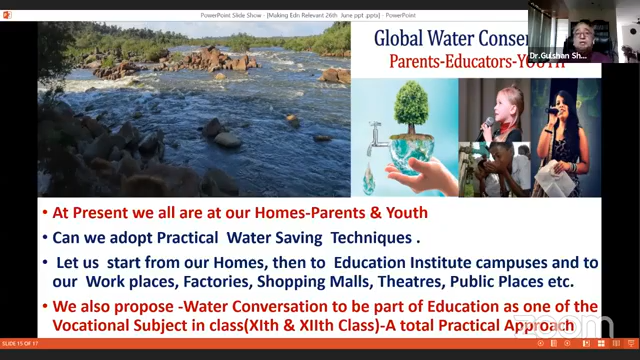 PowerPoint Slide Show - [Making Edn Relevant 26th June ppt .pptx] - PowerPoint
Global Water Conser
Parents-Educators-YOUTH
Dr.Gulshan Sh...
• At Present we all are at our Homes-Parents & Youth
• Can we adopt Practical Water Saving Techniques .
• Let us start from our Homes, then to Education Institute campuses and to
our Work places, Factories, Shopping Malls, Theatres, Public Places etc.
• We also propose -Water Conversation to be part of Education as one of the
Vocational Subject in class(XIth & XIIth Class)-A total Practical Approach
zoom
SLIDE 15 OF 17